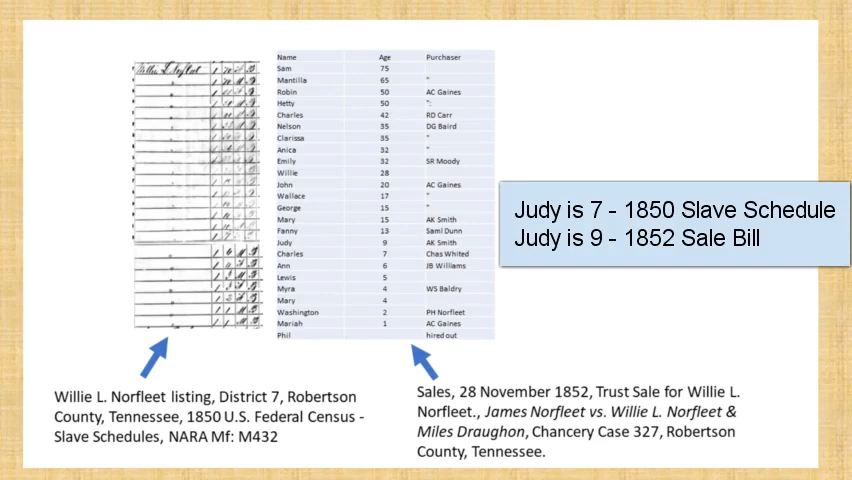 Willie L. Norfleet
Name Age Purchaser
Sam 75
Mantilla 65 "
Robin 50 AC Gaines
Hetty 50 ":
Charles 42 RD Carr
Nelson 35 DG Baird
Clarissa 35 "
Anica 32 "
Emily 32 SR Moody
Willie 28
John 20 AC Gaines
Wallace 17 "
George 15 "
Mary 15 AK Smith
Fanny 13 Saml Dunn
Judy 9 AK Smith
Charles 7 Chas Whited
Ann 6 JB Williams
Lewis 5
Myra 4 WS Baldry
Mary 4
Washington 2 PH Norfleet
Mariah 1 AC Gaines
Phil hired out
Judy is 7 - 1850 Slave Schedule
Judy is 9 - 1852 Sale Bill
Willie L. Norfleet listing, District 7, Robertson
County, Tennessee, 1850 U.S. Federal Census -
Slave Schedules, NARA Mf: M432
Sales, 28 November 1852, Trust Sale for Willie L.
Norfleet., James Norfleet vs. Willie L. Norfleet &
Miles Draughon, Chancery Case 327, Robertson
County, Tennessee.